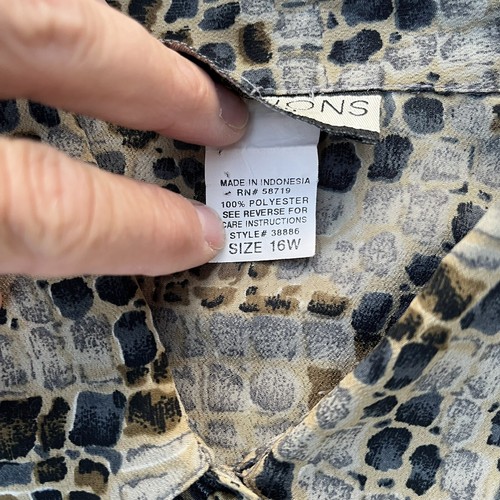 MADE IN INDONESIA
RN# 58719
100% POLYESTER
SEE REVERSE FOR
CARE INSTRUCTIONS
STYLE# 38886
SIZE 16W